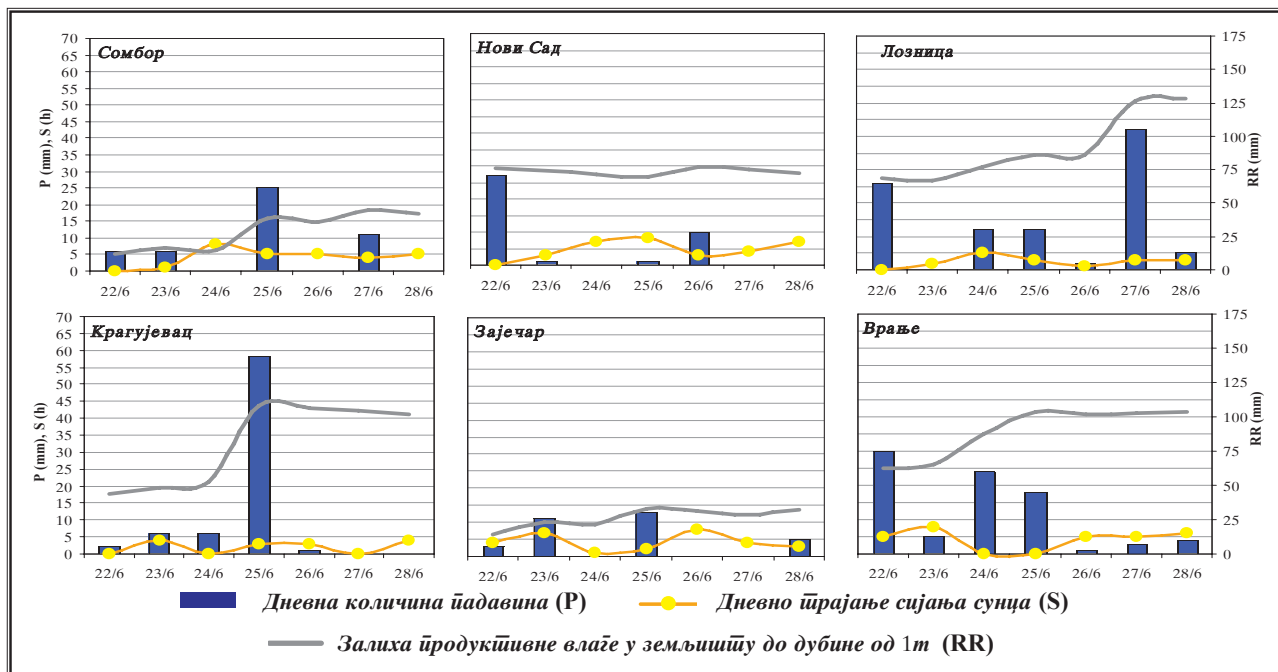 Сомбор
Нови Сад
Лозница
70
65
60
55
50
45
40
35
30
25
20
15
10
5
0
P (mm), S (h)
175
150
125
100
75
50
25
0
RR (mm)
22/6 23/6 24/6 25/6 26/6 27/6 28/6
22/6 23/6 24/6 25/6 26/6 27/6 28/6
22/6 23/6 24/6 25/6 26/6 27/6 28/6
Крагујевац
Зајечар
Врање
70
65
60
55
50
45
40
35
30
25
20
15
10
5
0
P (mm), S (h)
175
150
125
100
75
50
25
0
RR (mm)
22/6 23/6 24/6 25/6 26/6 27/6 28/6
22/6 23/6 24/6 25/6 26/6 27/6 28/6
22/6 23/6 24/6 25/6 26/6 27/6 28/6
Дневна количина падавина (P)
Дневно трајање сијања сунца (S)
Залиха продуктивне влаге у земљишту до дубине од 1m (RR)